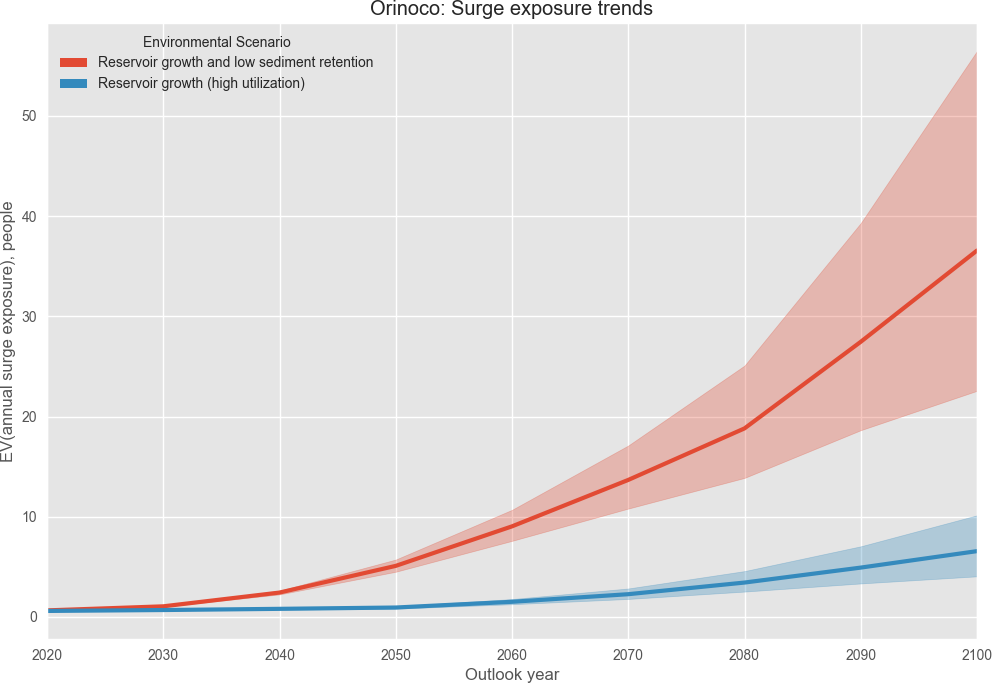 Orinoco: Surge exposure trends
Environmental Scenario
Reservoir growth and low sediment retention
Reservoir growth (high utilization)
EV(annual surge exposure), people
50
40
30
20
10
0
2020 2030 2040 2050 2060 2070 2080 2090 2100
Outlook year